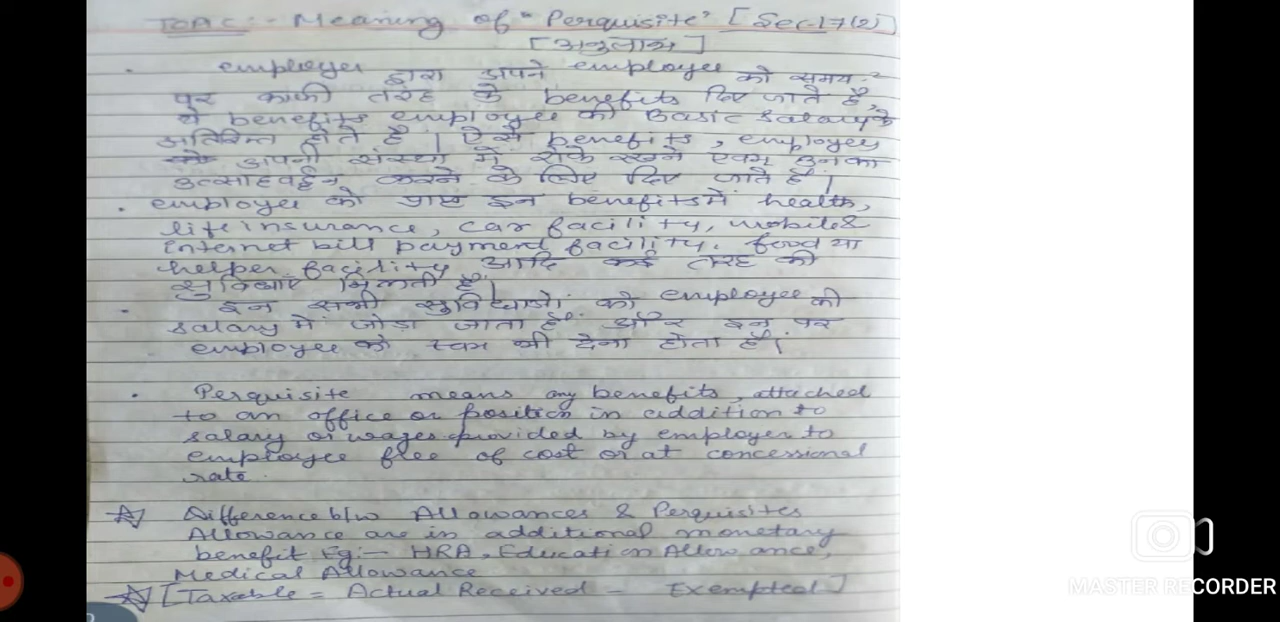 TOPIC:- Meaning of "Perquisite" [Sec-17(2)]
[अनुलाभ]
employer द्वारा अपने employee को समय-2
पर काफी तरह के benefits दिए जाते है,
ये benefits employee की Basic salary के
अतिरिक्त होते है। ऐसे benefits, employees
को अपनी संस्था में रोके रखने एवम उनका
उत्साहवर्द्धन करने के लिए दिए जाते हैं।
employee को प्राप्त इन benefits में health,
life insurance, car facility, mobile &
Internet bill payment facility. food या
helper facility आदि कई तरह की
सुविधाए मिलती हैं।
इन सभी सुविधाओं को employee की
salary में जोड़ा जाता हैं और इन पर
employee को टैक्स भी देना होता हैं।
Perquisite means any benefits, attached
to an office or position in addition to
salary or wages provided by employer to
employee free of cost or at concessional
rate.
Difference b/w Allowances & Perquisites
Allowance are in additional monetary
benefit Eg:- HRA, Education Allowance,
Medical Allowance
[Taxable = Actual Received - Exempted]
MASTER RECORDER